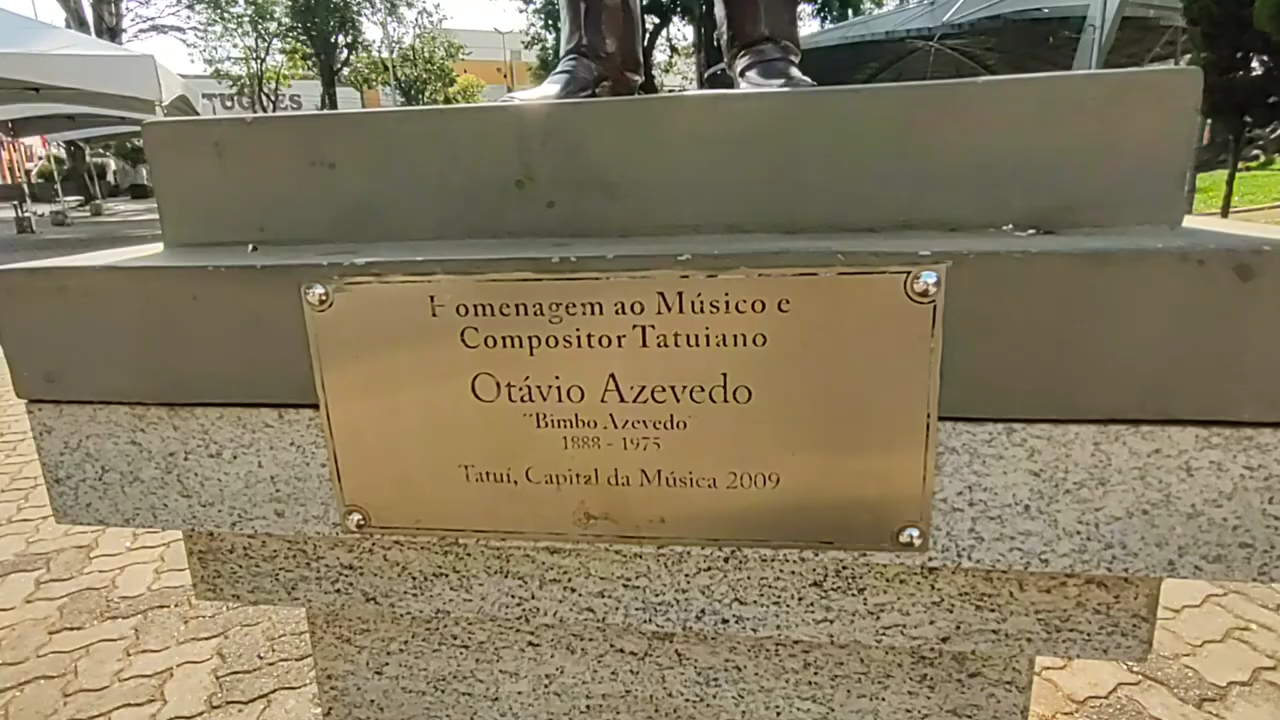 TUGUES
Homenagem ao Músico e
Compositor Tatuiano
Otávio Azevedo
"Bimbo Azevedo"
1888 - 1975
Tatuí, Capital da Música 2009